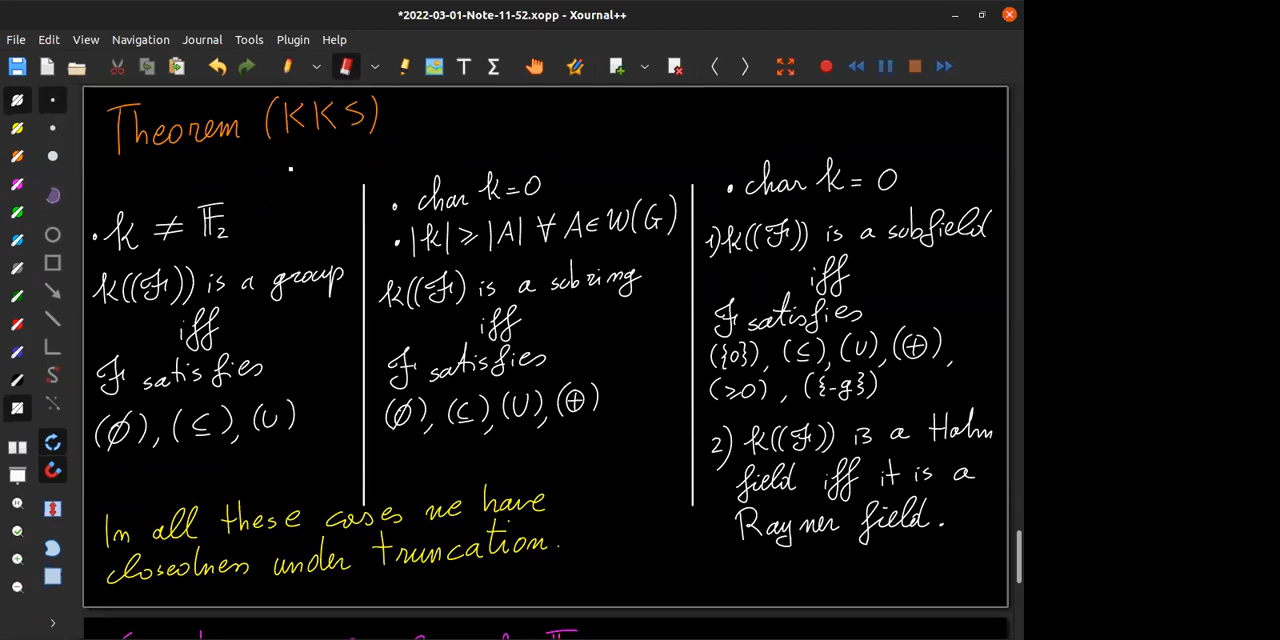 *2022-03-01-Note-11-52.xopp - Xournal++
File Edit View Navigation Journal Tools Plugin Help
Theorem (KKS)
• k ≠ 𝔽₂
k((ℱ)) is a group
iff
ℱ satisfies
(∅), (⊆), (∪)
• char k = 0
• |k| ⩾ |A| ∀ A ∈ W(G)
k((ℱ) is a subring
iff
ℱ satisfies
(∅), (⊆), (∪), (⊕)
• char k = 0
1) k((ℱ)) is a subfield
iff
ℱ satisfies
({0}), (⊆), (∪), (⊕),
(⩾0), ({-g})
2) k((ℱ)) is a Hahn
field iff it is a
Rayner field.
In all these cases we have
closedness under truncation.